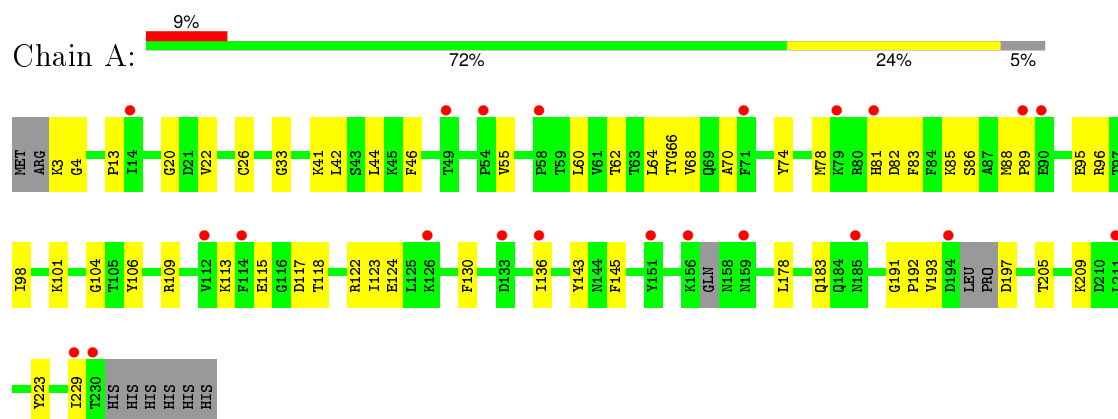 9%
Chain A:
72% 24% 5%
MET ARG K3 G4 P13 I14 G20 D21 V22 C26 G33 K41 L42 S43 L44 K45 F46 T49 P54 V55 P58 T59 L60 V61 T62 T63 L64 TYG66 V68 Q69 A70 F71 Y74 M78 K79 R80 H81 D82 F83 F84 K85 S86 A87 M88 P89 E90 E95 R96 T97
I98 K101 G104 T105 Y106 R109 V112 K113 F114 E115 G116 D117 T118 R122 I123 E124 L125 K126 F130 D133 I136 Y143 N144 F145 Y151 K156 GLN N158 N159 L178 Q183 Q184 N185 G191 P192 V193 D194 LEU PRO D197 T205 K209 D210 L211
Y223 I229 T230 HIS HIS HIS HIS HIS HIS